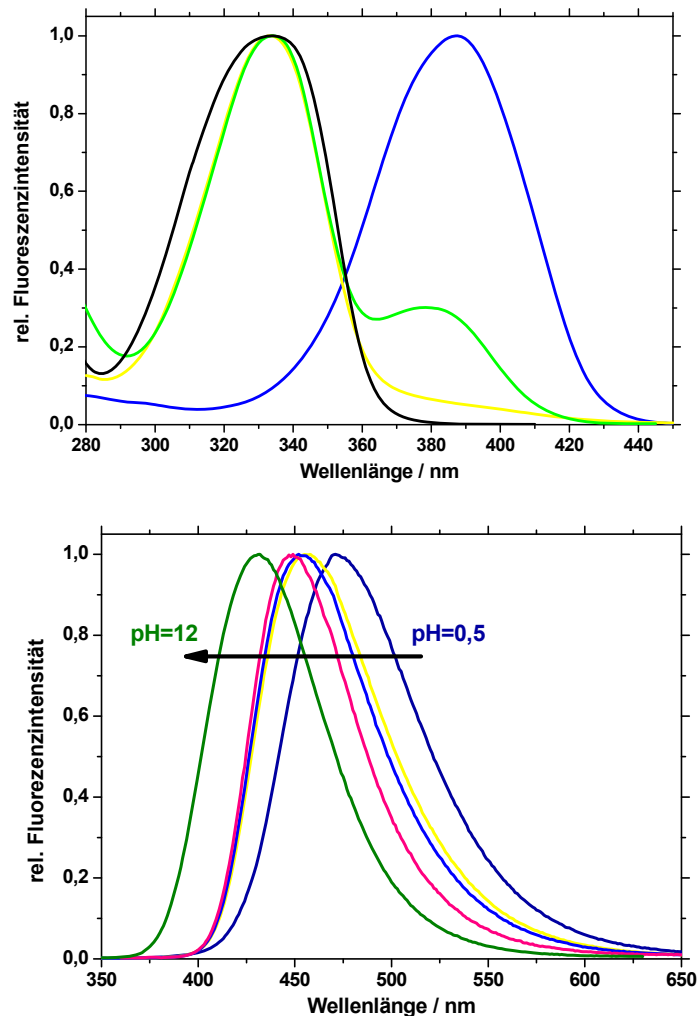 rel. Fluoreszenzintensität
1,0
0,8
0,6
0,4
0,2
0,0
280 300 320 340 360 380 400 420 440
Wellenlänge / nm
rel. Fluorezenzintensität
1,0
0,8
0,6
0,4
0,2
0,0
pH=12 pH=0,5
350 400 450 500 550 600 650
Wellenlänge / nm